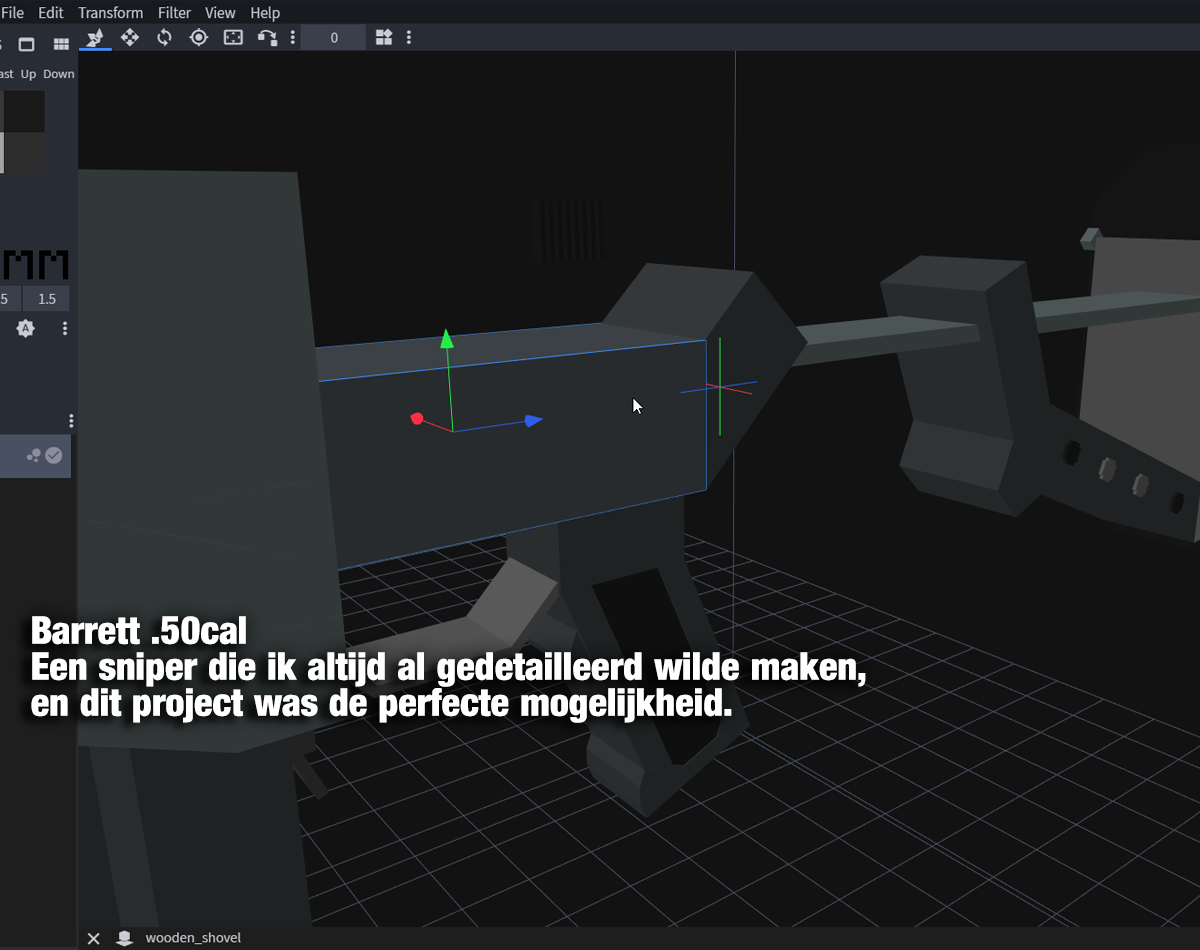 File Edit Transform Filter View Help
0
ast Up Down
5 1.5
A
Barrett .50cal
Een sniper die ik altijd al gedetailleerd wilde maken,
en dit project was de perfecte mogelijkheid.
wooden_shovel